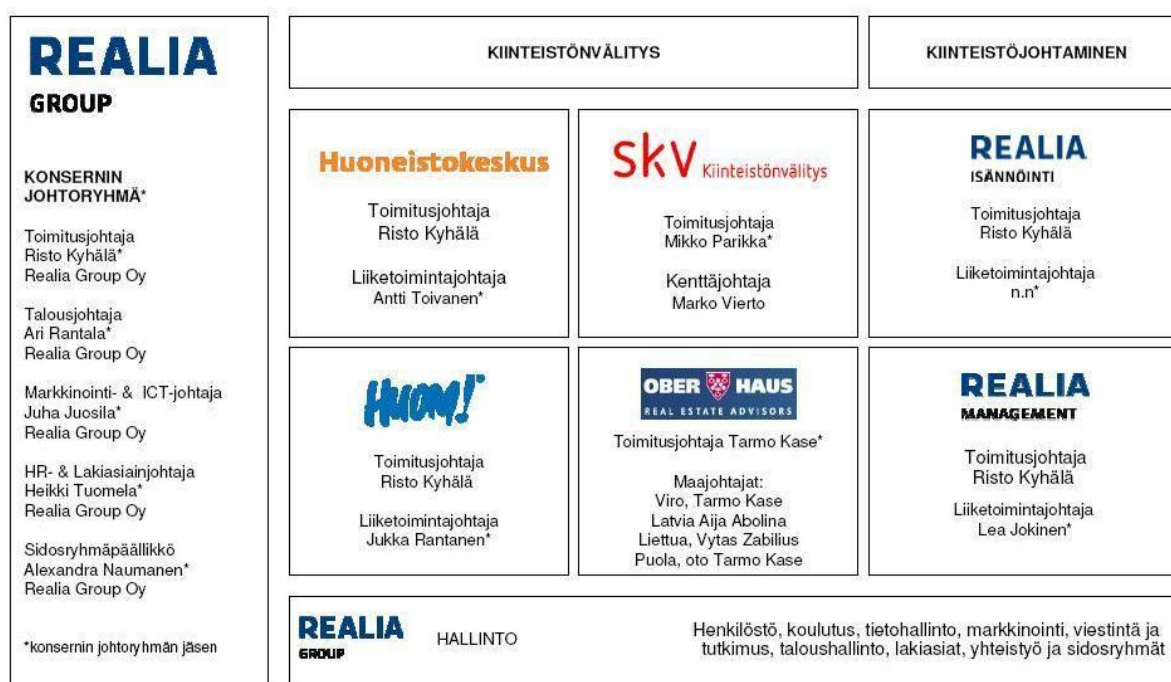 REALIA
GROUP
KONSERNIN
JOHTORYHMÄ*
Toimitusjohtaja
Risto Kyhälä*
Realia Group Oy
Talousjohtaja
Ari Rantala*
Realia Group Oy
Markkinointi- & ICT-johtaja
Juha Juosila*
Realia Group Oy
HR- & Lakiasiainjohtaja
Heikki Tuomela*
Realia Group Oy
Sidosryhmäpäällikkö
Alexandra Naumanen*
Realia Group Oy
*konsernin johtoryhmän jäsen
KIINTEISTÖNVÄLITYS
KIINTEISTÖJOHTAMINEN
Huoneistokeskus
Toimitusjohtaja
Risto Kyhälä
Liiketoimintajohtaja
Antti Toivanen*
skv Kiinteistönvälitys
Toimitusjohtaja
Mikko Parikka*
Kenttäjohtaja
Marko Vierto
REALIA
ISÄNNÖINTI
Toimitusjohtaja
Risto Kyhälä
Liiketoimintajohtaja
n.n*
HUOM!
Toimitusjohtaja
Risto Kyhälä
Liiketoimintajohtaja
Jukka Rantanen*
OBER HAUS
REAL ESTATE ADVISORS
Toimitusjohtaja Tarmo Kase*
Maajohtajat:
Viro, Tarmo Kase
Latvia Aija Abolina
Liettua, Vytas Zabilius
Puola, oto Tarmo Kase
REALIA
MANAGEMENT
Toimitusjohtaja
Risto Kyhälä
Liiketoimintajohtaja
Lea Jokinen*
REALIA
GROUP
HALLINTO
Henkilöstö, koulutus, tietohallinto, markkinointi, viestintä ja
tutkimus, taloushallinto, lakiasiat, yhteistyö ja sidosryhmät